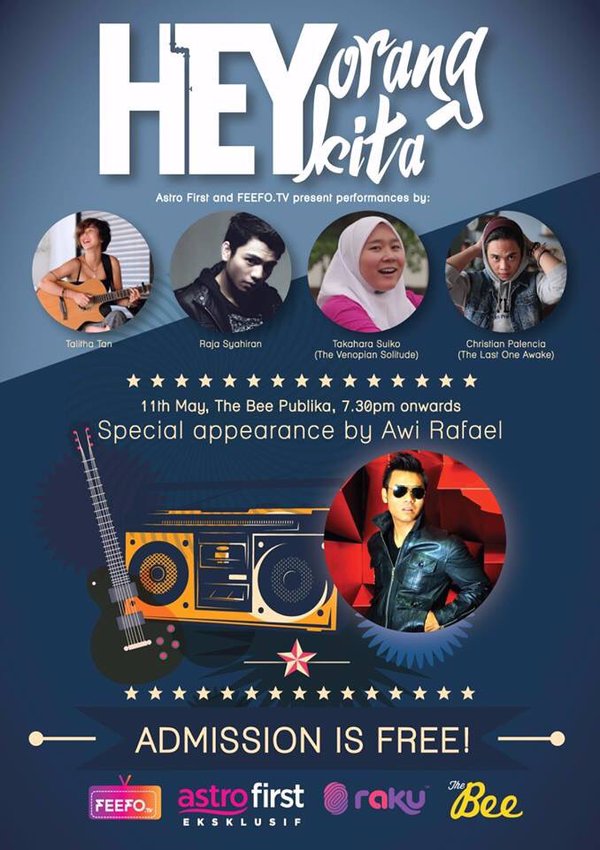 HEY orang
kita
Astro First and FEEFO.TV present performances by:
Talitha Tan
Raja Syahiran
Takahara Suiko
(The Venopian Solitude)
Christian Palencia
(The Last One Awake)
11th May, The Bee Publika, 7.30pm onwards
Special appearance by Awi Rafael
ADMISSION IS FREE!
FEEFO.TV
astro first
EKSKLUSIF
raku™
The
Bee